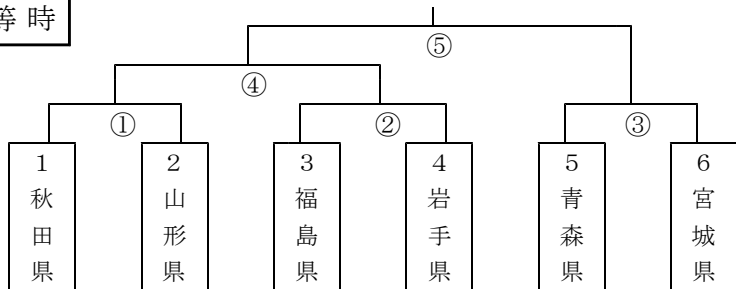 等 時
⑤
④
① ② ③
1 2 3 4 5 6
秋田県
山形県
福島県
岩手県
青森県
宮城県